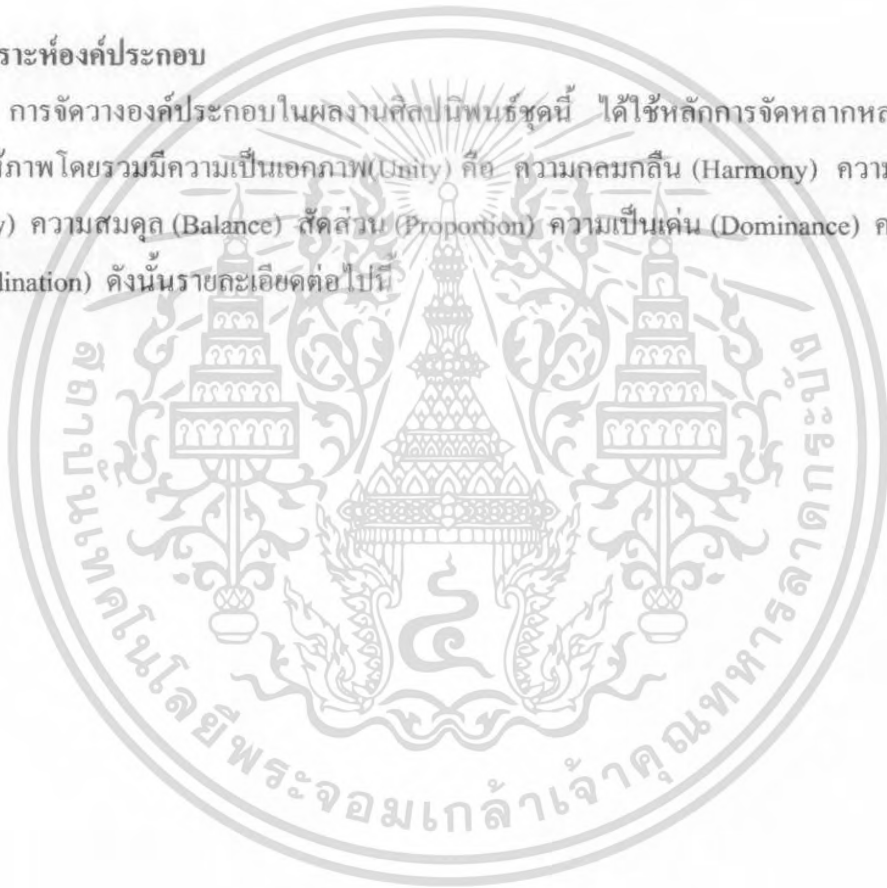 ราะห์องค์ประกอบ
การจัดวางองค์ประกอบในผลงานศิลปนิพนธ์ชุดนี้ ได้ใช้หลักการจัดหลากหล
ภาพโดยรวมมีความเป็นเอกภาพ(Unity) คือ ความกลมกลืน (Harmony) ความ
y) ความสมดุล (Balance) สัดส่วน (Proportion) ความเป็นเด่น (Dominance) ค
dination) ดังนั้นรายละเอียดต่อไปนี้
สถาบันเทคโนโลยีพระจอมเกล้าเจ้าคุณทหารลาดกระบัง
๔